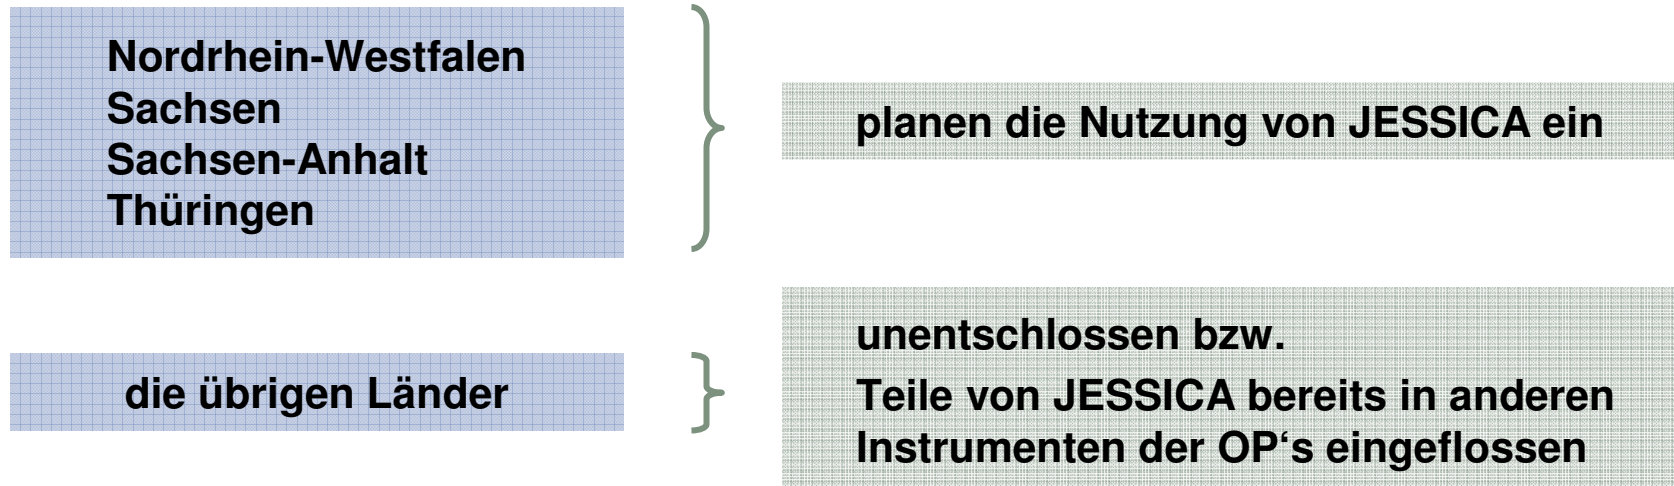 Nordrhein-Westfalen
Sachsen
Sachsen-Anhalt
Thüringen
planen die Nutzung von JESSICA ein
die übrigen Länder
unentschlossen bzw.
Teile von JESSICA bereits in anderen
Instrumenten der OP‘s eingeflossen